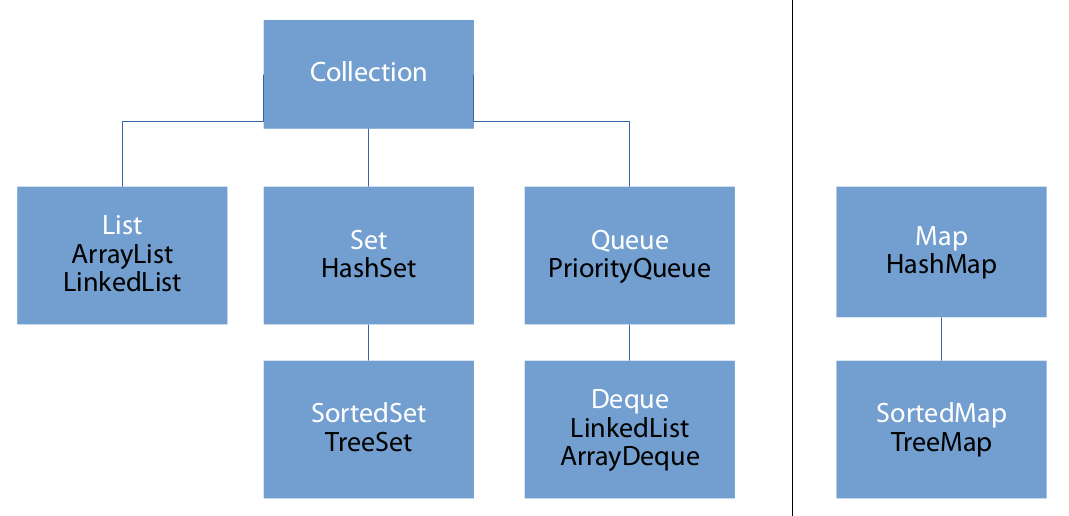 Collection
List
ArrayList
LinkedList
Set
HashSet
Queue
PriorityQueue
Map
HashMap
SortedSet
TreeSet
Deque
LinkedList
ArrayDeque
SortedMap
TreeMap